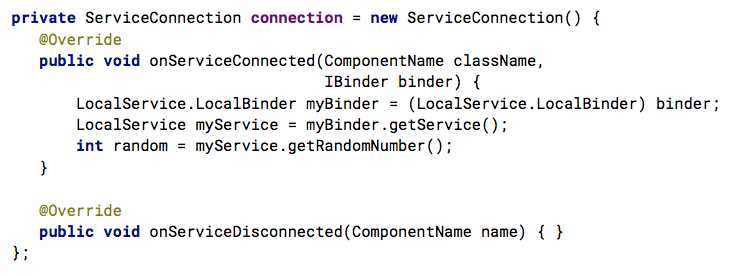 private ServiceConnection connection = new ServiceConnection() {
    @Override
    public void onServiceConnected(ComponentName className,
                                   IBinder binder) {
        LocalService.LocalBinder myBinder = (LocalService.LocalBinder) binder;
        LocalService myService = myBinder.getService();
        int random = myService.getRandomNumber();
    }

    @Override
    public void onServiceDisconnected(ComponentName name) { }
};